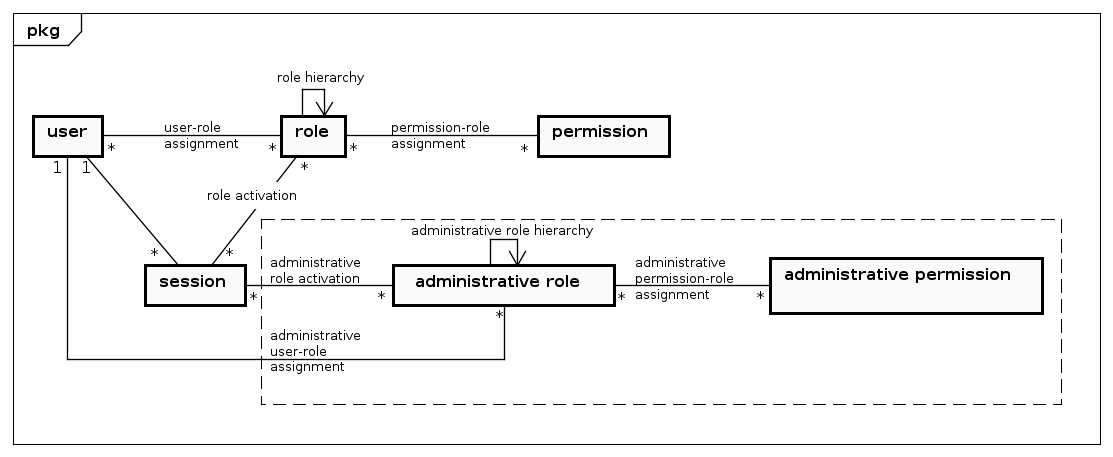 pkg
role hierarchy
user
user-role
assignment
*
*
role
*
permission-role
assignment
*
permission
1
1
*
role activation
*
*
session
administrative
role activation
*
*
administrative role hierarchy
administrative role
*
administrative
permission-role
assignment
*
administrative permission
*
administrative
user-role
assignment